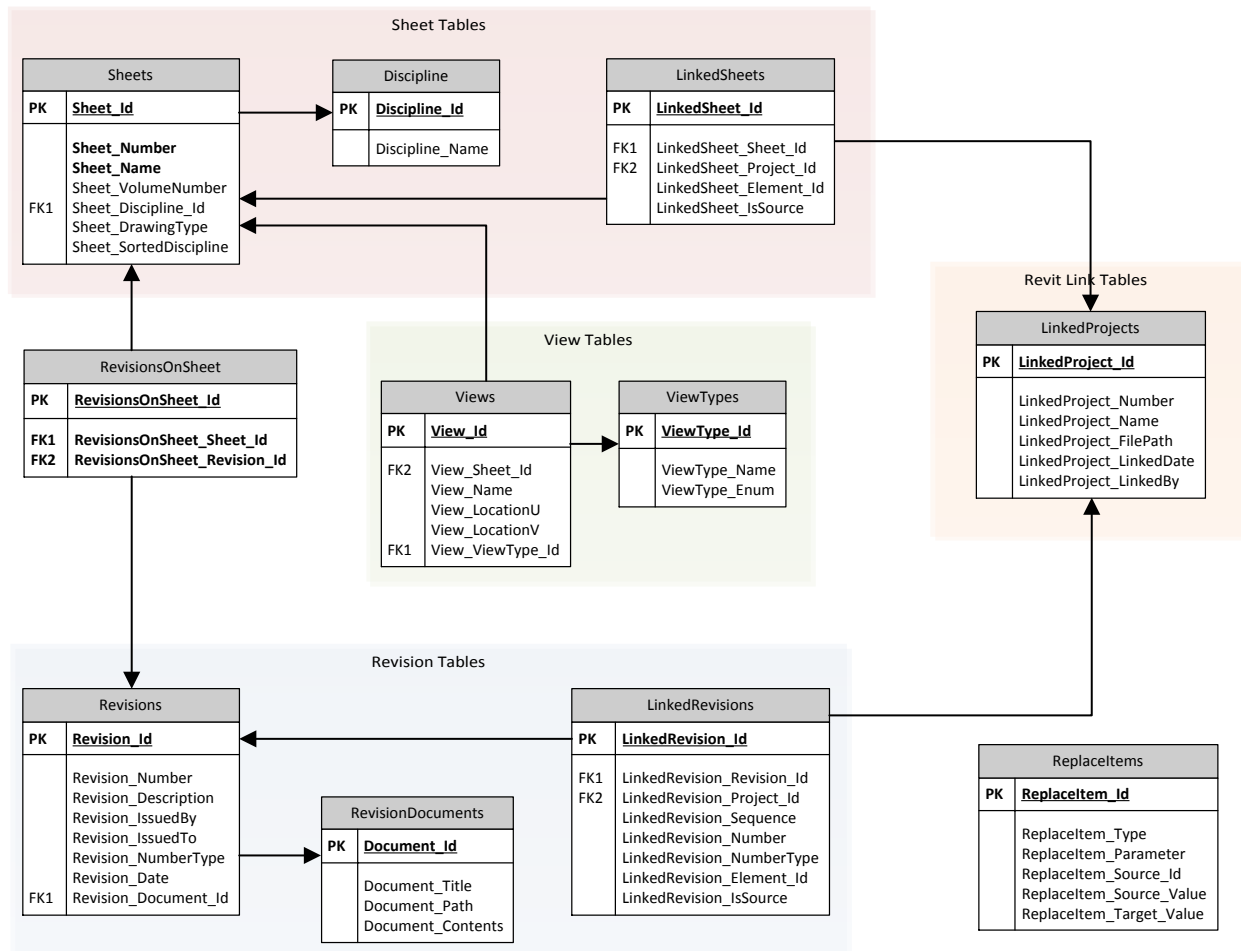 Sheet Tables
Sheets
PK Sheet_Id
Sheet_Number
Sheet_Name
Sheet_VolumeNumber
FK1 Sheet_Discipline_Id
Sheet_DrawingType
Sheet_SortedDiscipline
Discipline
PK Discipline_Id
Discipline_Name
LinkedSheets
PK LinkedSheet_Id
FK1 LinkedSheet_Sheet_Id
FK2 LinkedSheet_Project_Id
LinkedSheet_Element_Id
LinkedSheet_IsSource
Revit Link Tables
LinkedProjects
PK LinkedProject_Id
LinkedProject_Number
LinkedProject_Name
LinkedProject_FilePath
LinkedProject_LinkedDate
LinkedProject_LinkedBy
RevisionsOnSheet
PK RevisionsOnSheet_Id
FK1 RevisionsOnSheet_Sheet_Id
FK2 RevisionsOnSheet_Revision_Id
View Tables
Views
PK View_Id
FK2 View_Sheet_Id
View_Name
View_LocationU
View_LocationV
FK1 View_ViewType_Id
ViewTypes
PK ViewType_Id
ViewType_Name
ViewType_Enum
Revision Tables
Revisions
PK Revision_Id
Revision_Number
Revision_Description
Revision_IssuedBy
Revision_IssuedTo
Revision_NumberType
Revision_Date
FK1 Revision_Document_Id
RevisionDocuments
PK Document_Id
Document_Title
Document_Path
Document_Contents
LinkedRevisions
PK LinkedRevision_Id
FK1 LinkedRevision_Revision_Id
FK2 LinkedRevision_Project_Id
LinkedRevision_Sequence
LinkedRevision_Number
LinkedRevision_NumberType
LinkedRevision_Element_Id
LinkedRevision_IsSource
ReplaceItems
PK ReplaceItem_Id
ReplaceItem_Type
ReplaceItem_Parameter
ReplaceItem_Source_Id
ReplaceItem_Source_Value
ReplaceItem_Target_Value